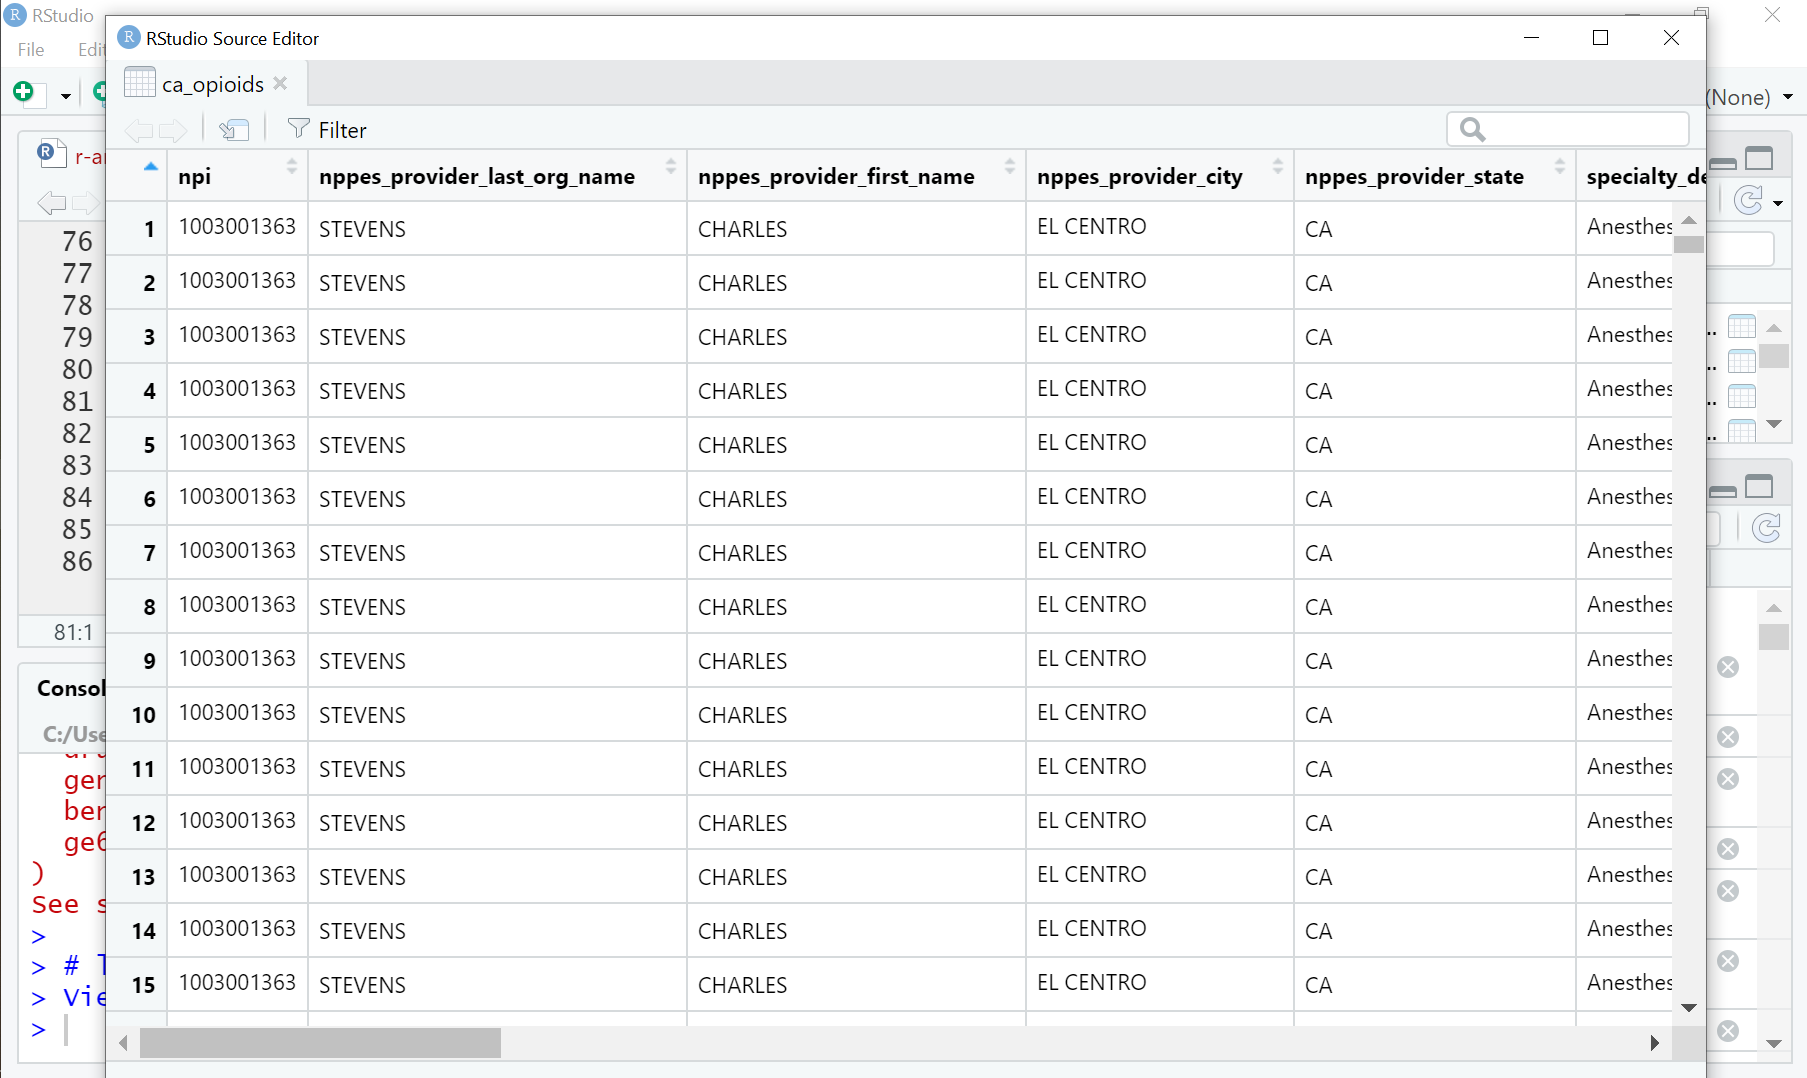 RStudio
File Edit
RStudio Source Editor
ca_opioids
(None)
Filter
r-a
npi nppes_provider_last_org_name nppes_provider_first_name nppes_provider_city nppes_provider_state specialty_de
1 1003001363 STEVENS CHARLES EL CENTRO CA Anesthes
2 1003001363 STEVENS CHARLES EL CENTRO CA Anesthes
3 1003001363 STEVENS CHARLES EL CENTRO CA Anesthes
4 1003001363 STEVENS CHARLES EL CENTRO CA Anesthes
5 1003001363 STEVENS CHARLES EL CENTRO CA Anesthes
6 1003001363 STEVENS CHARLES EL CENTRO CA Anesthes
7 1003001363 STEVENS CHARLES EL CENTRO CA Anesthes
8 1003001363 STEVENS CHARLES EL CENTRO CA Anesthes
9 1003001363 STEVENS CHARLES EL CENTRO CA Anesthes
10 1003001363 STEVENS CHARLES EL CENTRO CA Anesthes
11 1003001363 STEVENS CHARLES EL CENTRO CA Anesthes
12 1003001363 STEVENS CHARLES EL CENTRO CA Anesthes
13 1003001363 STEVENS CHARLES EL CENTRO CA Anesthes
14 1003001363 STEVENS CHARLES EL CENTRO CA Anesthes
15 1003001363 STEVENS CHARLES EL CENTRO CA Anesthes
76
77
78
79
80
81
82
83
84
85
86
81:1
Consol
C:/Use
ger
ber
ge6
)
See s
>
> #
> Vie
>